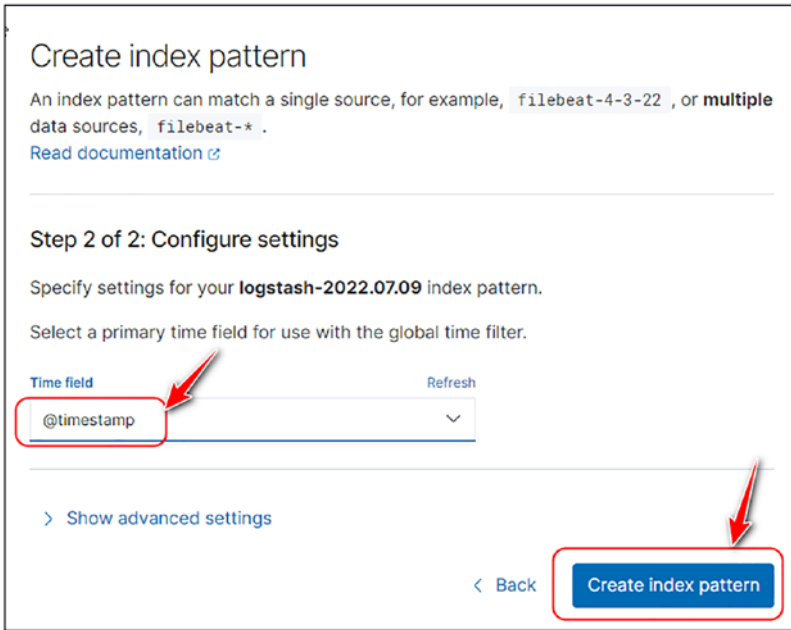 Create index pattern
An index pattern can match a single source, for example, filebeat-4-3-22 , or multiple
data sources, filebeat-* .
Read documentation
Step 2 of 2: Configure settings
Specify settings for your logstash-2022.07.09 index pattern.
Select a primary time field for use with the global time filter.
Time field Refresh
@timestamp
Show advanced settings
Back Create index pattern